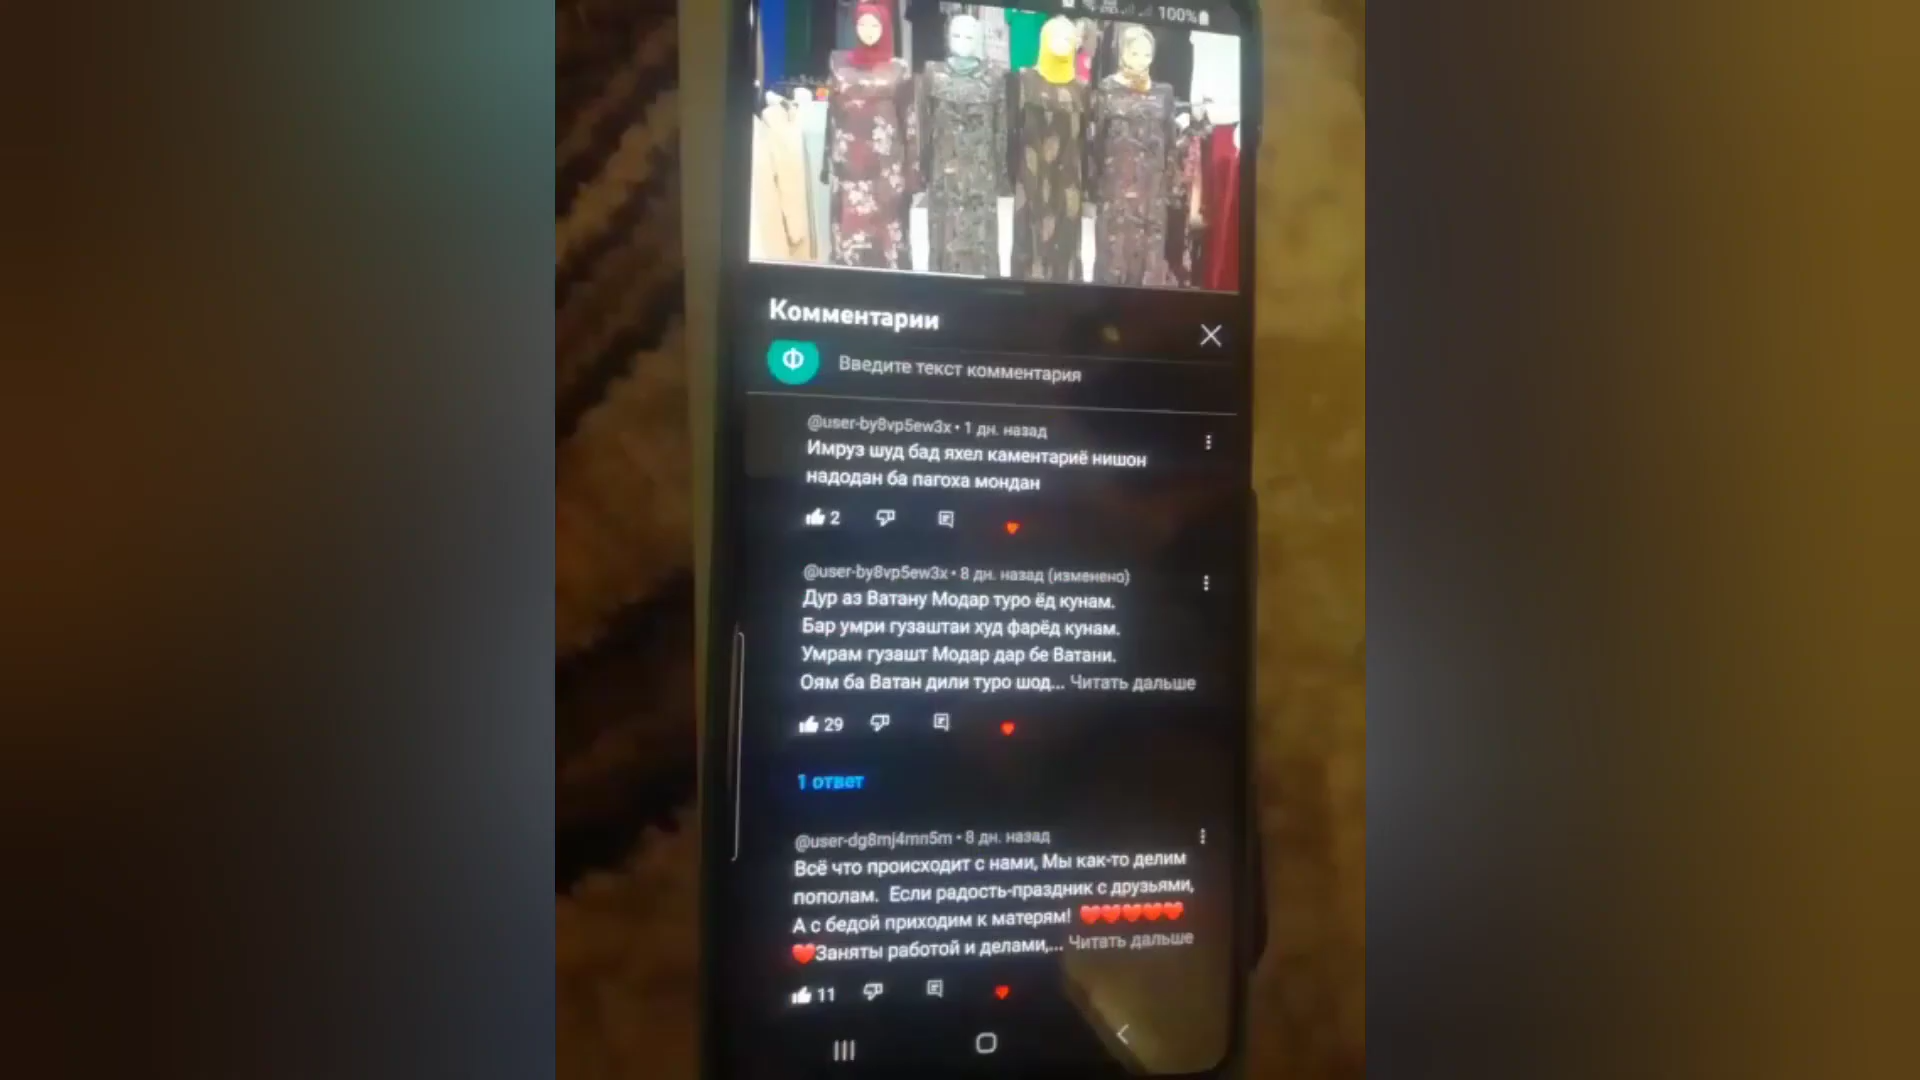 100%
Комментарии
Ф
Введите текст комментария
@user-by8vp5ew3x • 1 дн. назад
Имруз шуд бад яхел каментариё нишон
надодан ба пагоха мондан
2
@user-by8vp5ew3x • 8 дн. назад (изменено)
Дур аз Ватану Модар туро ёд кунам.
Бар умри гузаштаи худ фарёд кунам.
Умрам гузашт Модар дар бе Ватани.
Оям ба Ватан дили туро шод... Читать дальше
29
1 ответ
@user-dg8mj4mn5m • 8 дн. назад
Всё что происходит с нами, Мы как-то делим
пополам. Если радость-праздник с друзьями,
А с бедой приходим к матерям! ❤️❤️❤️❤️❤️
❤️Заняты работой и делами,... Читать дальше
11